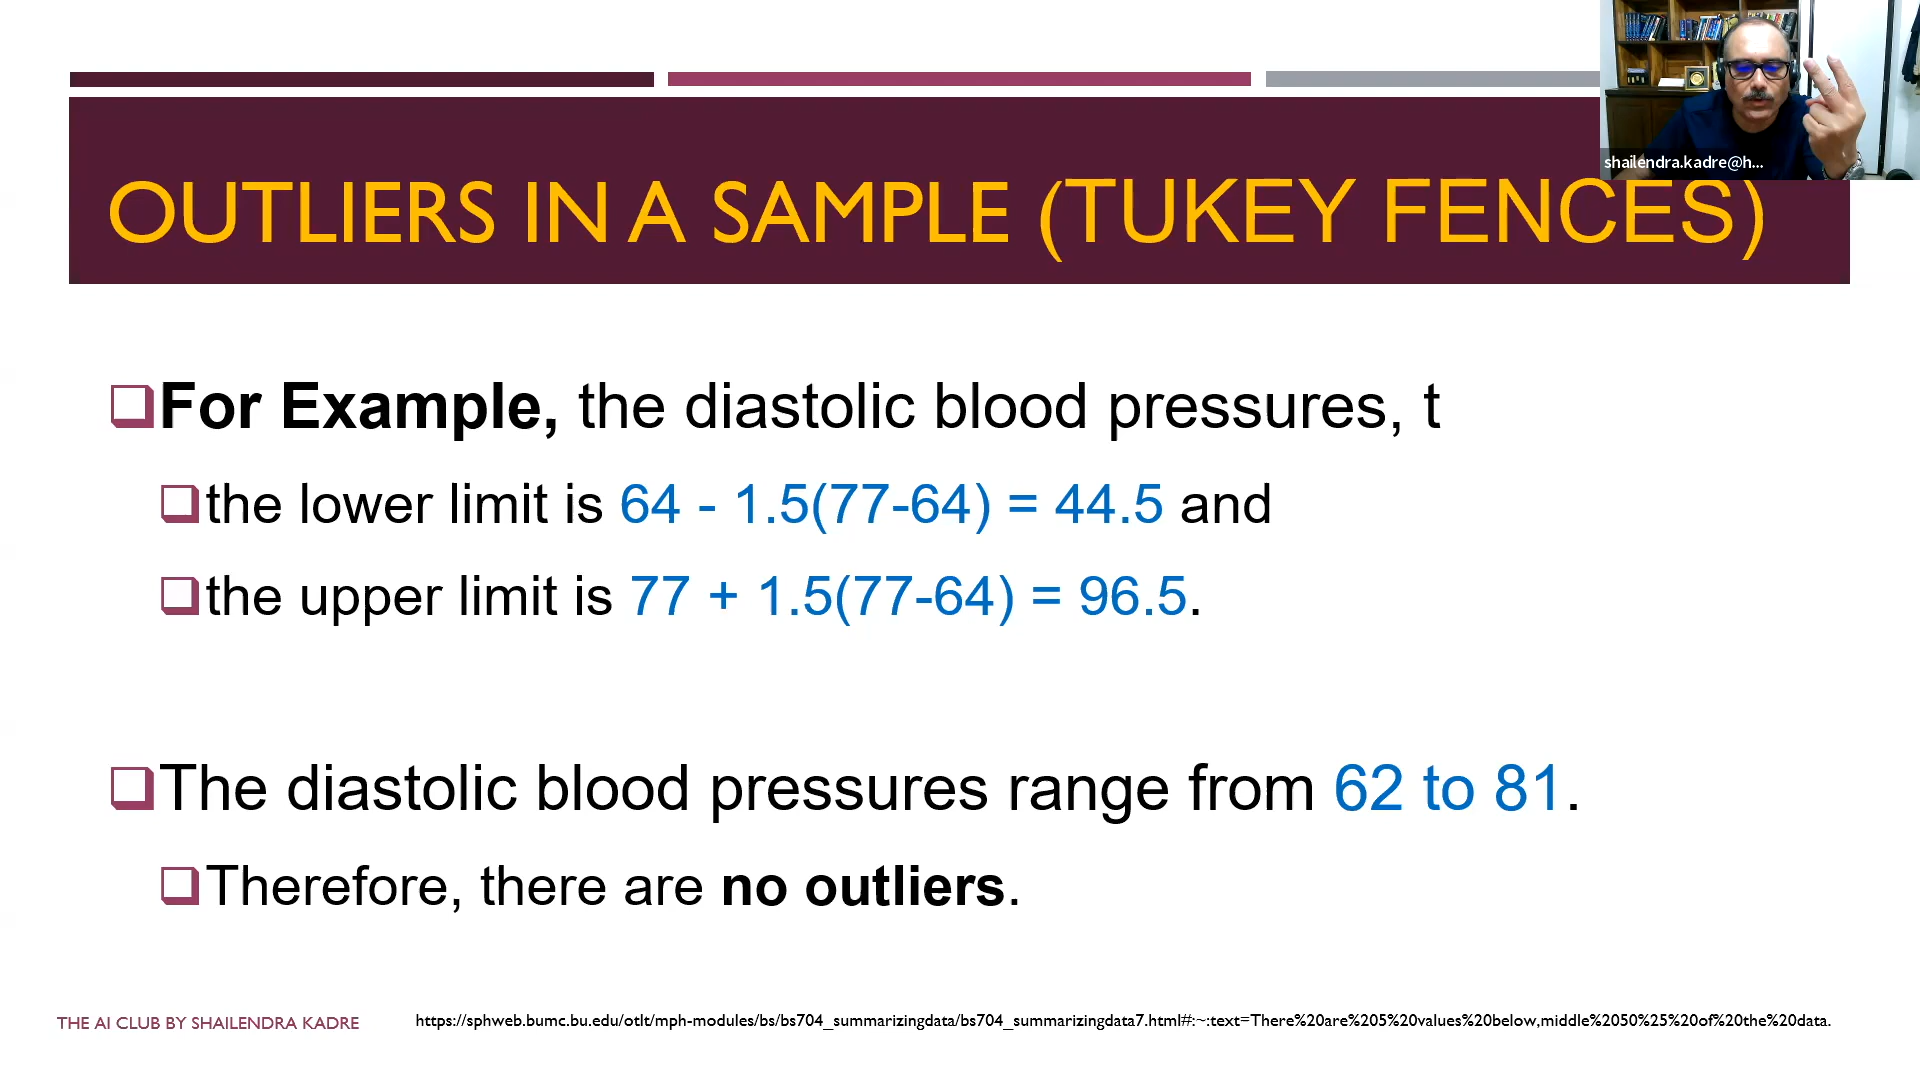 shailendra.kadre@h...
OUTLIERS IN A SAMPLE (TUKEY FENCES)
For Example, the diastolic blood pressures, t
the lower limit is 64 - 1.5(77-64) = 44.5 and
the upper limit is 77 + 1.5(77-64) = 96.5.
The diastolic blood pressures range from 62 to 81.
Therefore, there are no outliers.
THE AI CLUB BY SHAILENDRA KADRE
https://sphweb.bumc.bu.edu/otlt/mph-modules/bs/bs704_summarizingdata/bs704_summarizingdata7.html#:~:text=There%20are%205%20values%20below,middle%2050%25%20of%20the%20data.